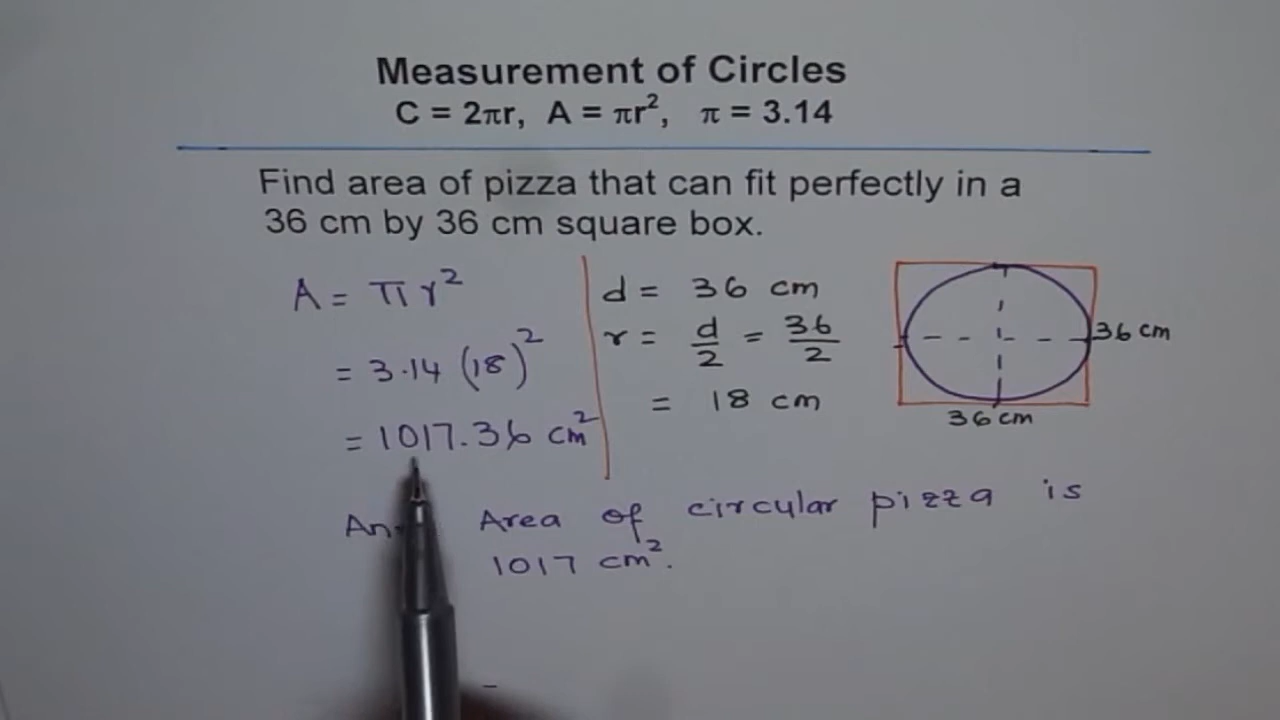 Measurement of Circles
C = 2πr, A = πr², π = 3.14
Find area of pizza that can fit perfectly in a
36 cm by 36 cm square box.
A = πr²
= 3.14 (18)²
= 1017.36 cm²
d = 36 cm
r = d/2 = 36/2
= 18 cm
36 cm
36 cm
Area of circular pizza is
1017 cm².